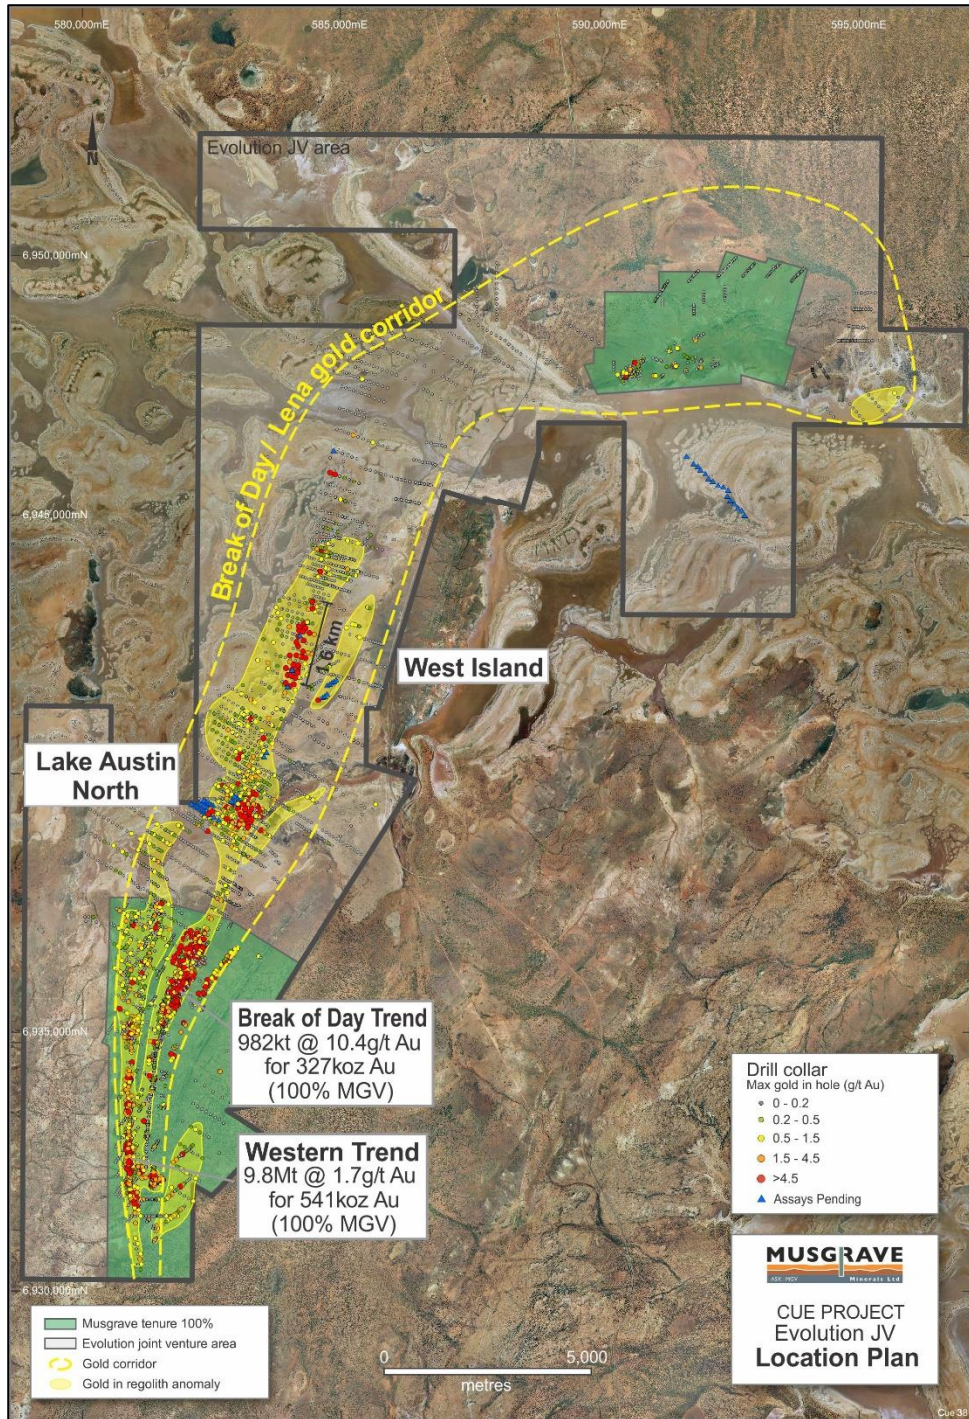 580,000mE
585,000mE
590,000mE
595,000mE
N
Evolution JV area
6,950,000mN
Break of Day / Lena gold corridor
6,945,000mN
1.6 km
West Island
Lake Austin
North
6,935,000mN
Break of Day Trend
982kt @ 10.4g/t Au
for 327koz Au
(100% MGV)
Western Trend
9.8Mt @ 1.7g/t Au
for 541koz Au
(100% MGV)
6,930,000mN
Drill collar
Max gold in hole (g/t Au)
0 - 0.2
0.2 - 0.5
0.5 - 1.5
1.5 - 4.5
>4.5
Assays Pending
MUSGRAVE
ASX: MGV Minerals Ltd
CUE PROJECT
Evolution JV
Location Plan
Musgrave tenure 100%
Evolution joint venture area
Gold corridor
Gold in regolith anomaly
0 5,000
metres